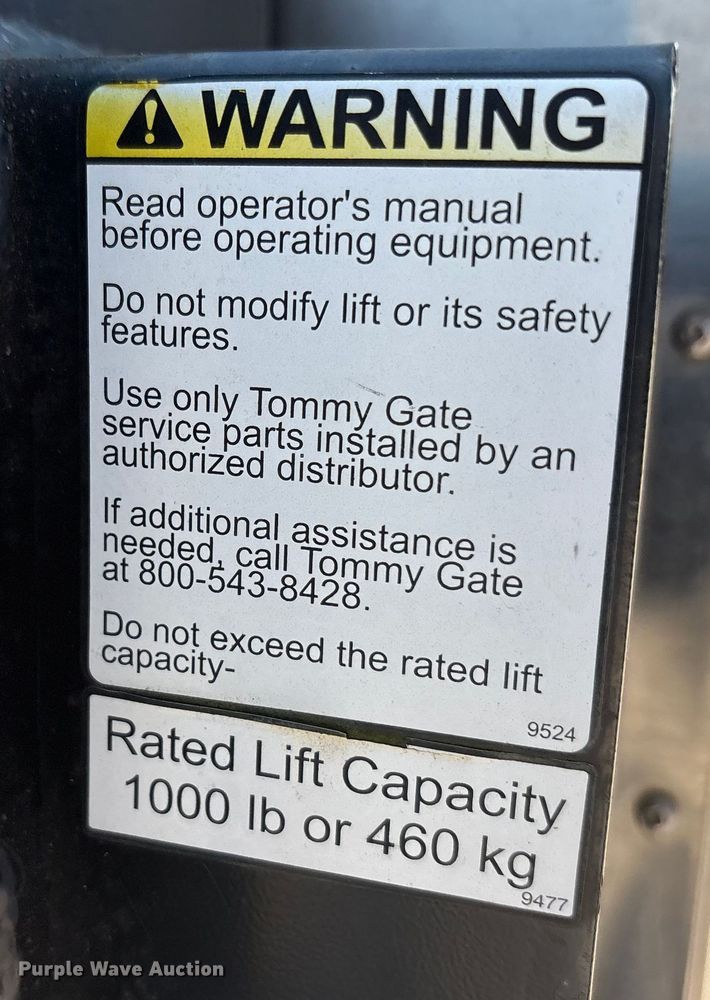 WARNING
Read operator's manual
before operating equipment.
Do not modify lift or its safety
features.
Use only Tommy Gate
service parts installed by an
authorized distributor.
If additional assistance is
needed, call Tommy Gate
at 800-543-8428.
Do not exceed the rated lift
capacity-
9524
Rated Lift Capacity
1000 lb or 460 kg
9477
Purple Wave Auction